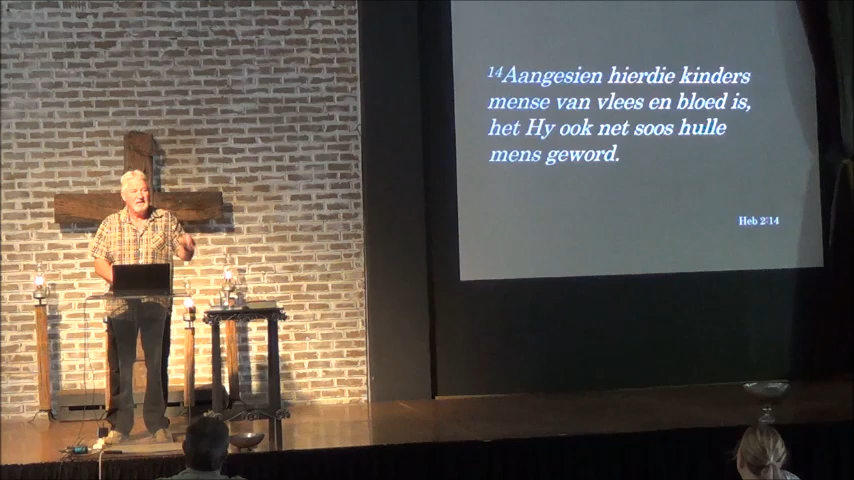 14Aangesien hierdie kinders
mense van vlees en bloed is,
het Hy ook net soos hulle
mens geword.
Heb 2:14